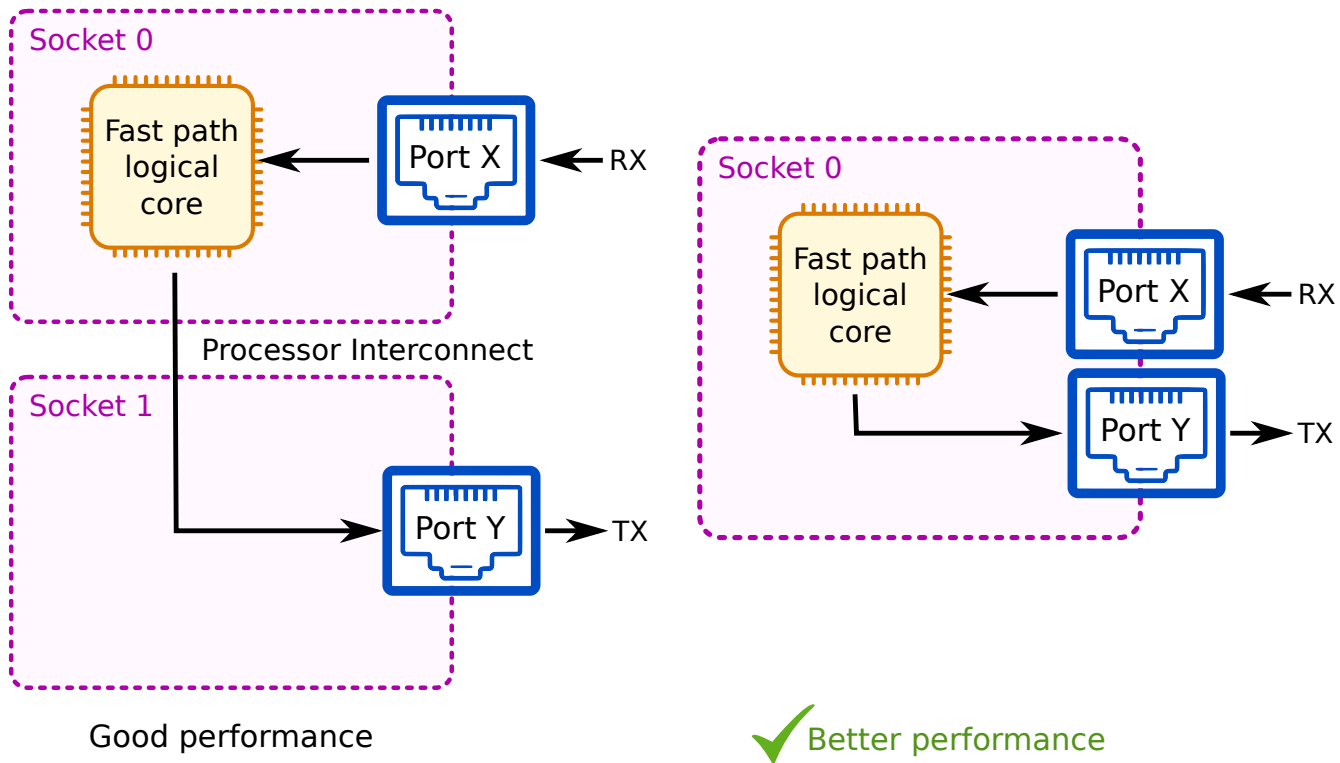 Socket 0
Fast path
logical
core
Port X
RX
Processor Interconnect
Socket 1
Port Y
TX
Good performance
Socket 0
Fast path
logical
core
Port X
RX
Port Y
TX
Better performance